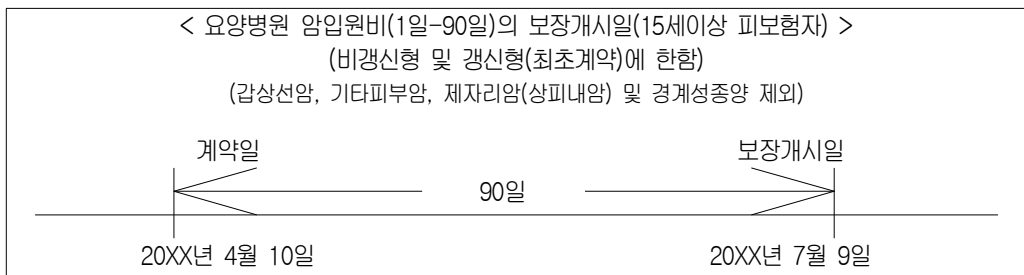 < 요양병원 암입원비(1일-90일)의 보장개시일(15세이상 피보험자) >
(비갱신형 및 갱신형(최초계약)에 한함)
(갑상선암, 기타피부암, 제자리암(상피내암) 및 경계성종양 제외)
계약일 보장개시일
90일
20XX년 4월 10일 20XX년 7월 9일